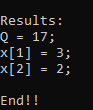 Results:
Q = 17;
x[1] = 3;
x[2] = 2;
End!!